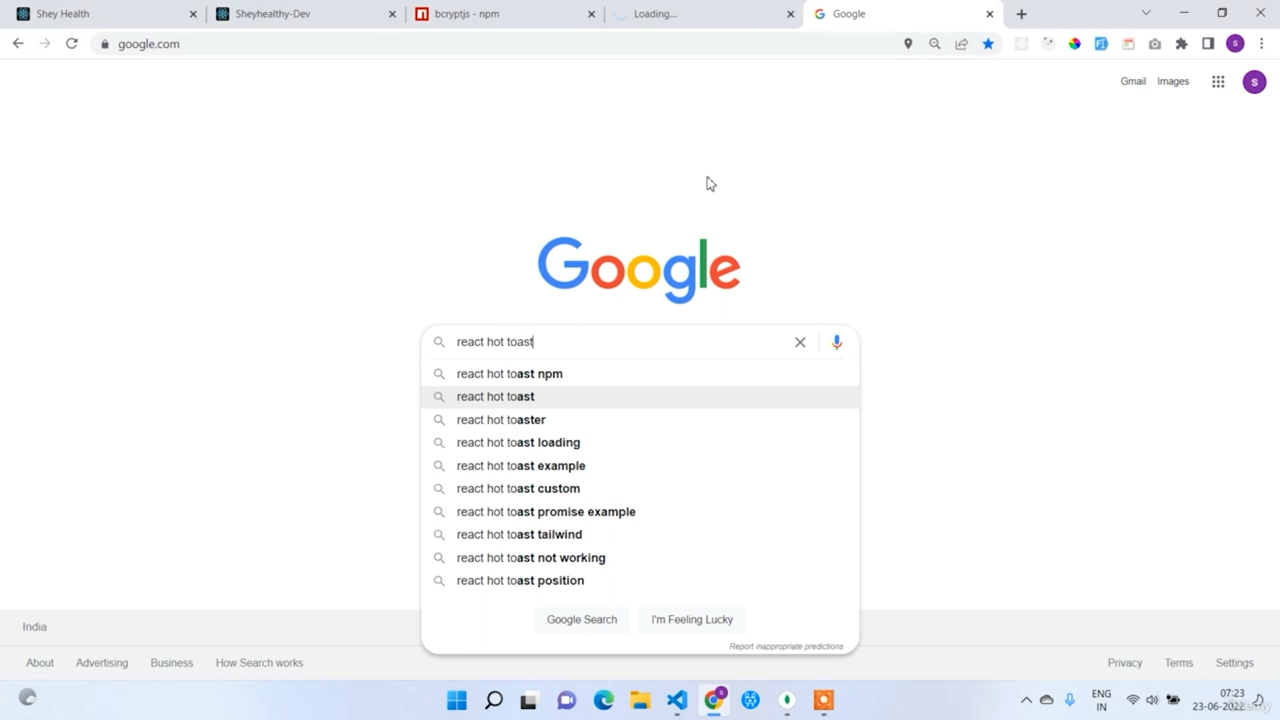 Shey Health
Sheyhealthy-Dev
bcryptjs - npm
Loading...
Google
google.com
Gmail Images
S
Google
react hot toast
react hot toast npm
react hot toast
react hot toaster
react hot toast loading
react hot toast example
react hot toast custom
react hot toast promise example
react hot toast tailwind
react hot toast not working
react hot toast position
Google Search I'm Feeling Lucky
Report inappropriate predictions
India
About Advertising Business How Search works
Privacy Terms Settings
ENG
IN
07:23
23-06-2022